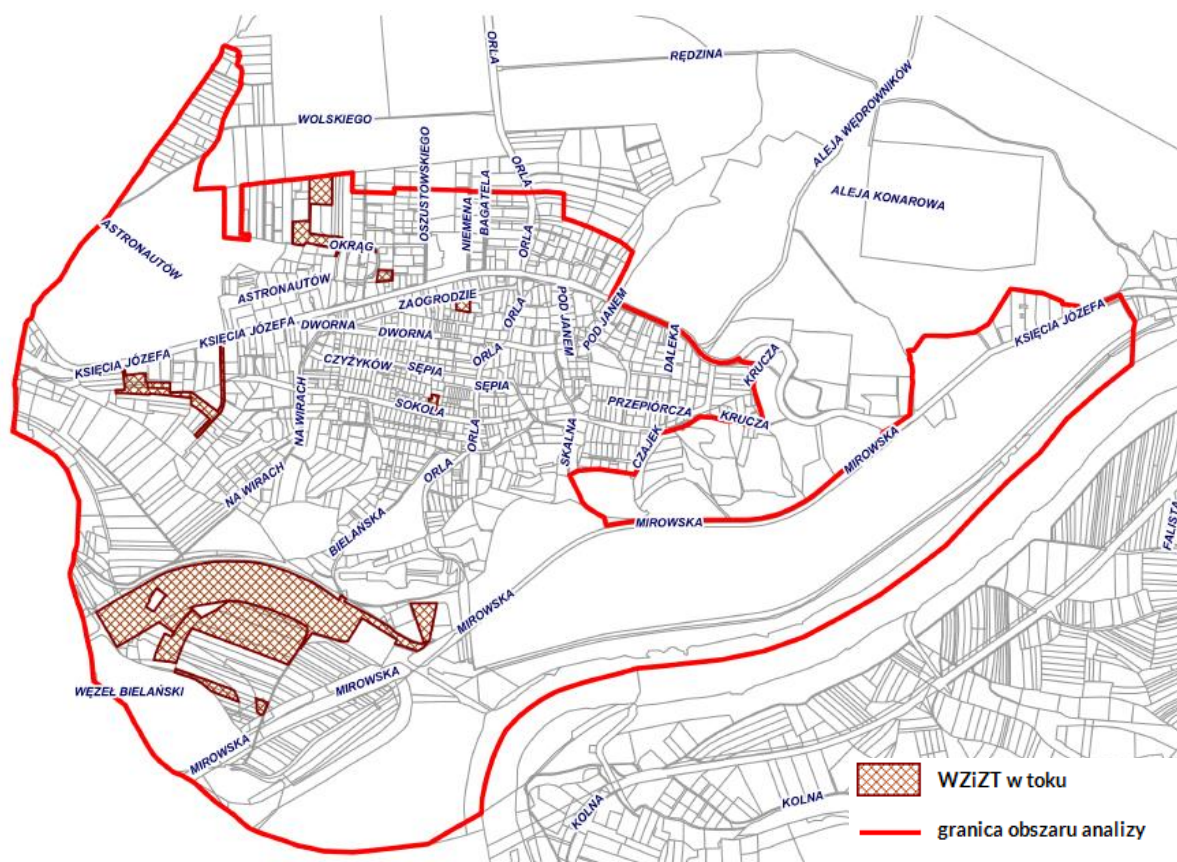 ORLA
RĘDZINA
ALEJA WĘDROWNIKÓW
WOLSKIEGO
OSZUSTOWSKIEGO
ORLA
ALEJA KONAROWA
NIEMENA
BAGATELA
ORLA
ASTRONAUTÓW
OKRĄG
ASTRONAUTÓW
ZAOGRODZIE
POD JANEM
POD JANEM
KSIĘCIA JÓZEFA
KSIĘCIA JÓZEFA
DWORNA
DWORNA
ORLA
DALEKA
KSIĘCIA JÓZEFA
CZYŻYKÓW
SĘPIA
ORLA
KRUCZA
SĘPIA
SOKOLA
PRZEPIÓRCZA
KRUCZA
NA WIRACH
ORLA
SKALNA
CZAJEK
MIROWSKA
NA WIRACH
ORLA
BIELAŃSKA
MIROWSKA
FALISTA
MIROWSKA
WĘZEŁ BIELAŃSKI
MIROWSKA
MIROWSKA
KOLNA
KOLNA
WZiZT w toku
granica obszaru analizy